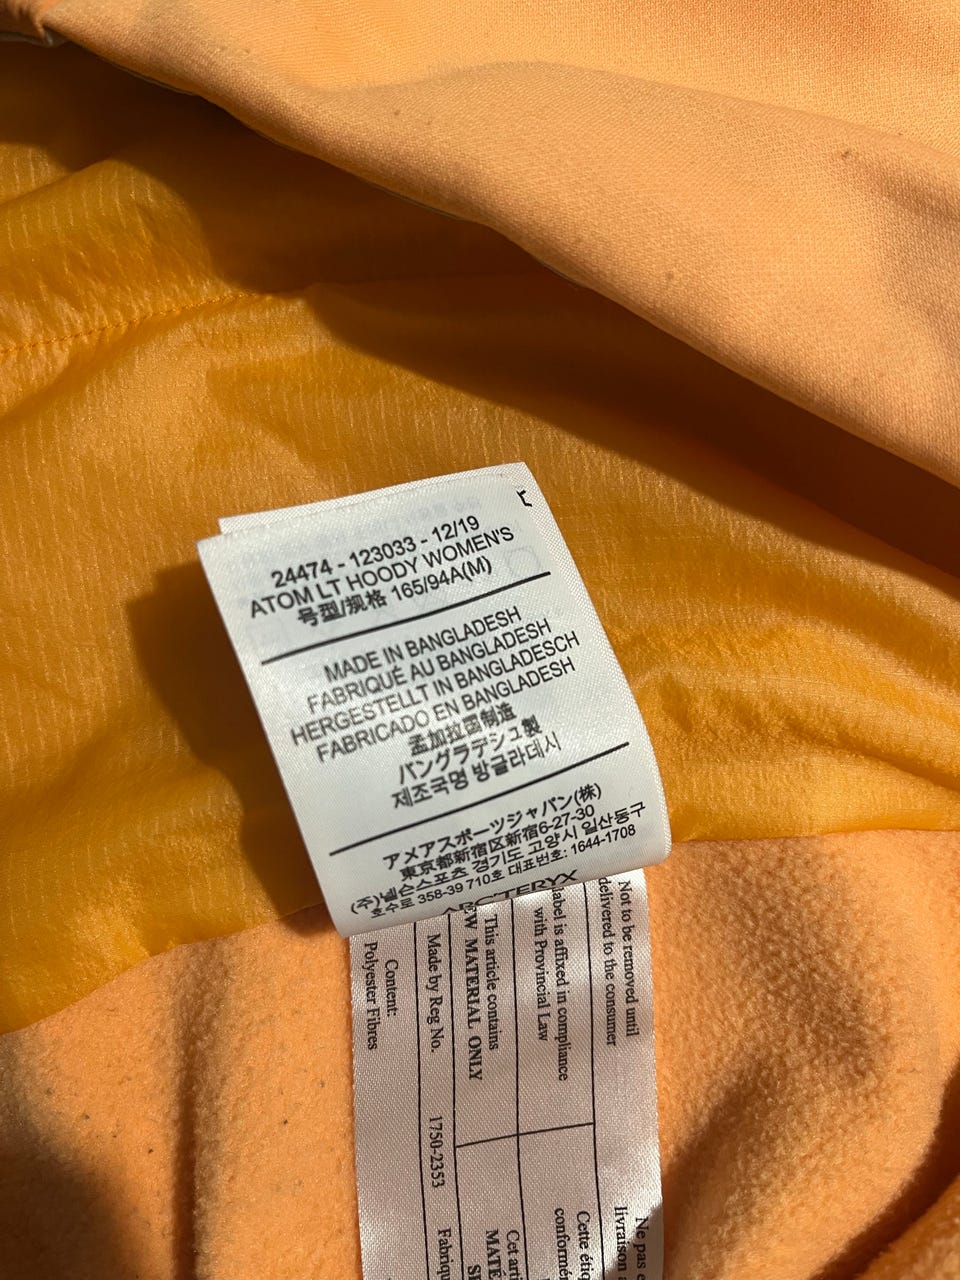 24474 - 123033 - 12/19
ATOM LT HOODY WOMEN'S
号型/规格 165/94A(M)
MADE IN BANGLADESH
FABRIQUÉ AU BANGLADESH
HERGESTELLT IN BANGLADESCH
FABRICADO EN BANGLADESH
孟加拉国制造
バングラデシュ製
제조국명 방글라데시
アメアスポーツジャパン(株)
東京都新宿区新宿6-27-30
(주)넬슨스포츠 경기도 고양시 일산동구
호수로 358-39 710호 대표번호: 1644-1708
ARC'TERYX
Not to be removed until
delivered to the consumer
label is affixed in compliance
with Provincial Law
This article contains
NEW MATERIAL ONLY
Made by Reg No. 1750-2353
Content:
Polyester Fibres
Ne pas
livraison
Cette
Cet